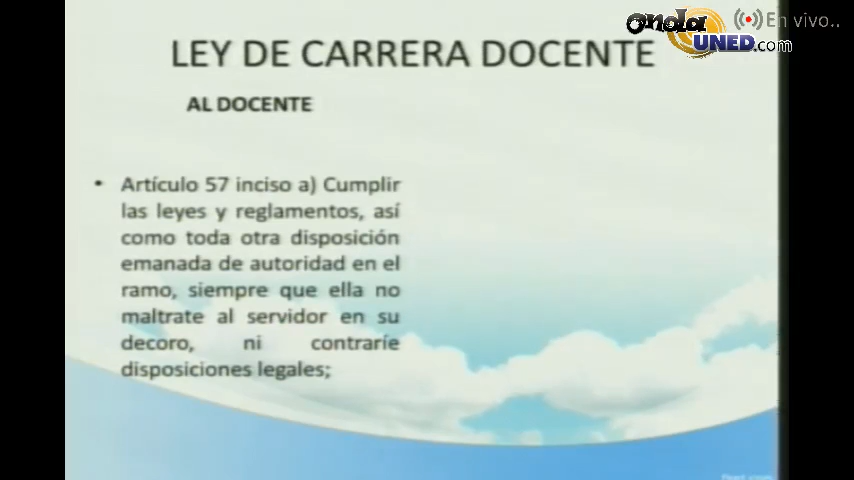 onda
UNED.com
En vivo..
LEY DE CARRERA DOCENTE
AL DOCENTE
• Artículo 57 inciso a) Cumplir
las leyes y reglamentos, así
como toda otra disposición
emanada de autoridad en el
ramo, siempre que ella no
maltrate al servidor en su
decoro, ni contraríe
disposiciones legales;